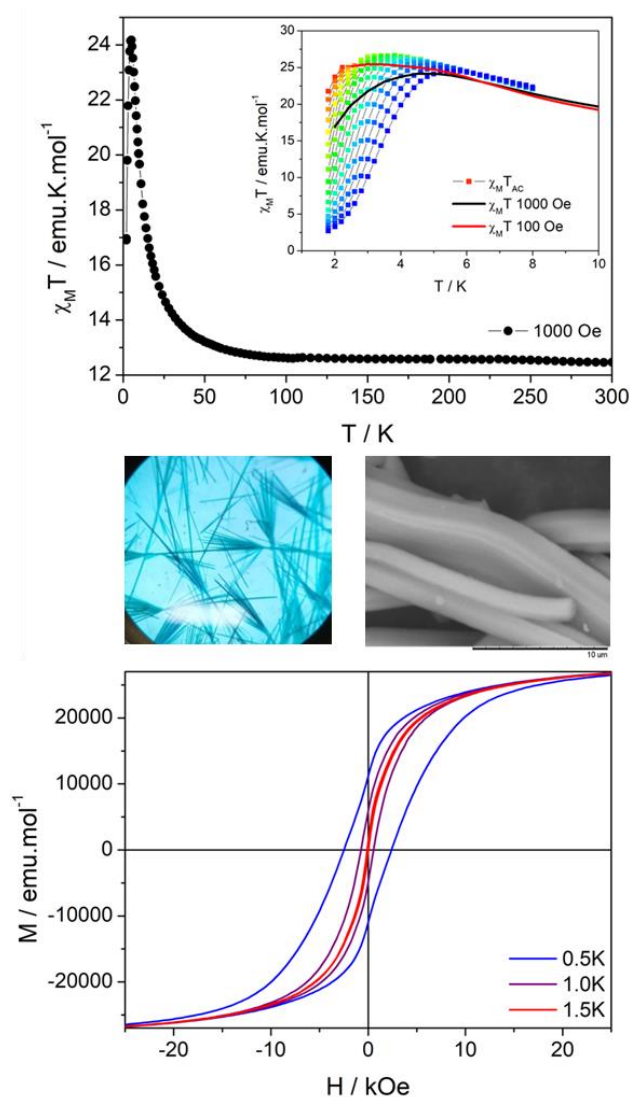 24
22
20
18
16
14
12
χMT / emu.K.mol-1
0
50
100
150
200
250
300
T / K
1000 Oe
30
25
20
15
10
5
0
χMT / emu.K.mol-1
2
4
6
8
10
T / K
χMTAC
χMT 1000 Oe
χMT 100 Oe
10 um
20000
10000
0
-10000
-20000
M / emu.mol-1
-20
-10
0
10
20
H / kOe
0.5K
1.0K
1.5K